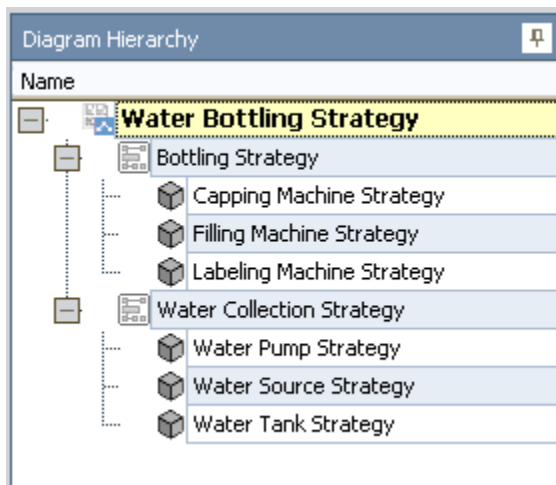 Diagram Hierarchy
Name
Water Bottling Strategy
Bottling Strategy
Capping Machine Strategy
Filling Machine Strategy
Labeling Machine Strategy
Water Collection Strategy
Water Pump Strategy
Water Source Strategy
Water Tank Strategy